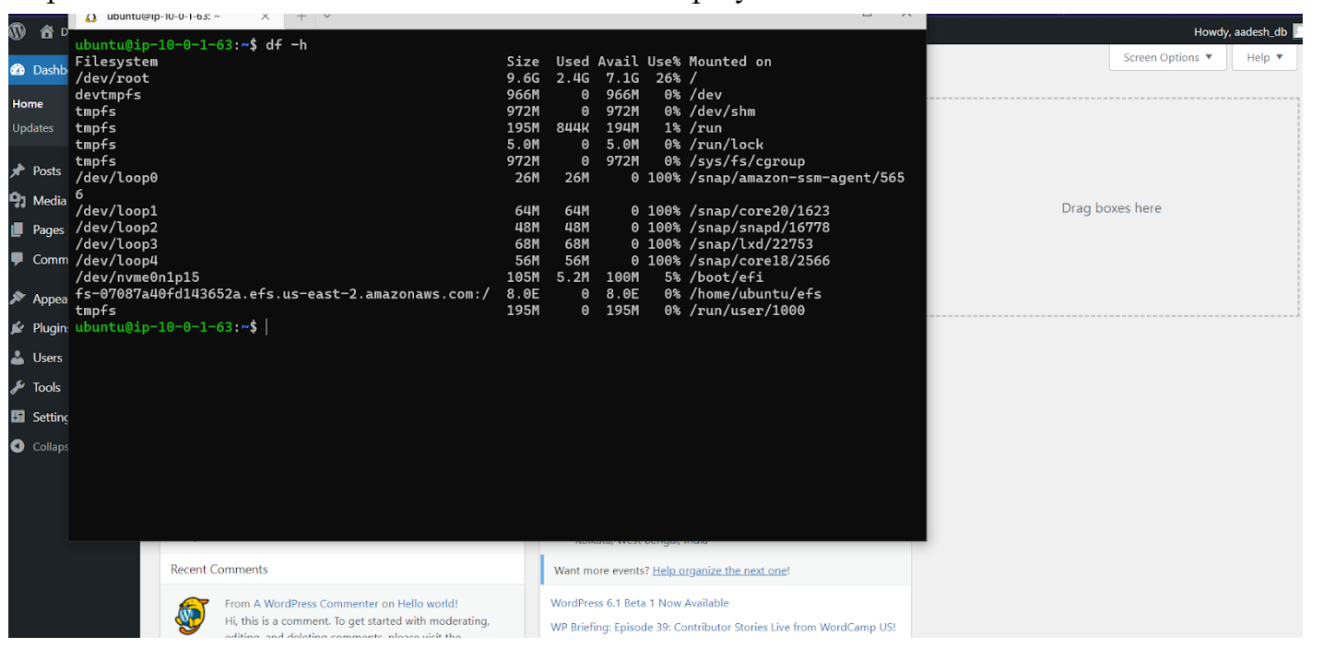 ubuntu@ip-10-0-1-63: ~
Howdy, aadesh_db
Screen Options ▼ Help ▼
Home
Updates
Posts
Media
Pages
Users
Tools
ubuntu@ip-10-0-1-63:~$ df -h
Filesystem Size Used Avail Use% Mounted on
/dev/root 9.6G 2.4G 7.1G 26% /
devtmpfs 966M 0 966M 0% /dev
tmpfs 972M 0 972M 0% /dev/shm
tmpfs 195M 844K 194M 1% /run
tmpfs 5.0M 0 5.0M 0% /run/lock
tmpfs 972M 0 972M 0% /sys/fs/cgroup
/dev/loop0 26M 26M 0 100% /snap/amazon-ssm-agent/565
6
/dev/loop1 64M 64M 0 100% /snap/core20/1623
/dev/loop2 48M 48M 0 100% /snap/snapd/16778
/dev/loop3 68M 68M 0 100% /snap/lxd/22753
/dev/loop4 56M 56M 0 100% /snap/core18/2566
/dev/nvme0n1p15 105M 5.2M 100M 5% /boot/efi
fs-07087a40fd143652a.efs.us-east-2.amazonaws.com:/ 8.0E 0 8.0E 0% /home/ubuntu/efs
tmpfs 195M 0 195M 0% /run/user/1000
ubuntu@ip-10-0-1-63:~$
Drag boxes here
Recent Comments
From A WordPress Commenter on Hello world!
Hi, this is a comment. To get started with moderating,
editing, and deleting comments, please visit the
Kolkata, West Bengal, India
Want more events? Help organize the next one!
WordPress 6.1 Beta 1 Now Available
WP Briefing: Episode 39: Contributor Stories Live from WordCamp US!